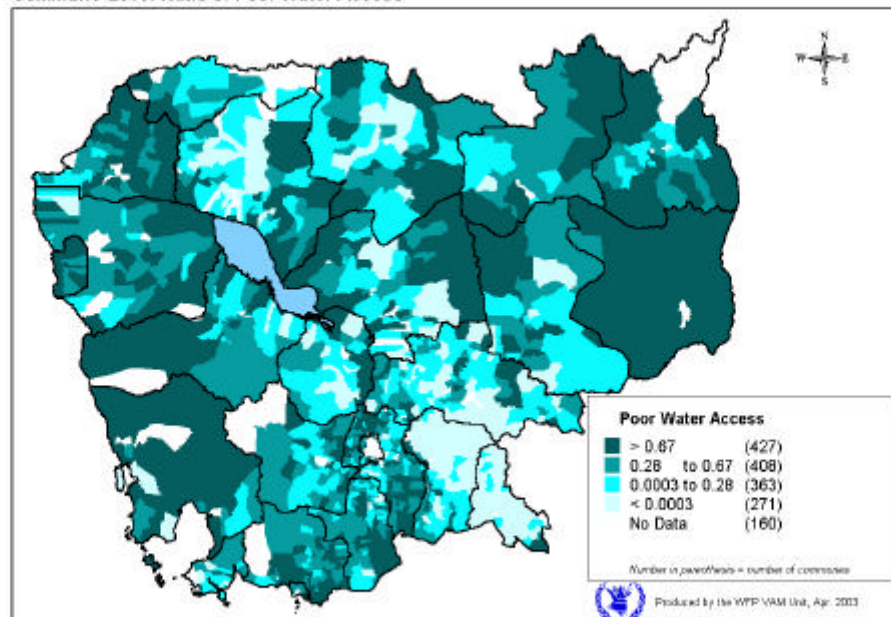 N
W E
S
Poor Water Access
> 0.67 (427)
0.28 to 0.67 (408)
0.0003 to 0.28 (363)
< 0.0003 (271)
No Data (160)
Number in parenthesis = number of communes
Produced by the WFP VAM Unit, Apr. 2003